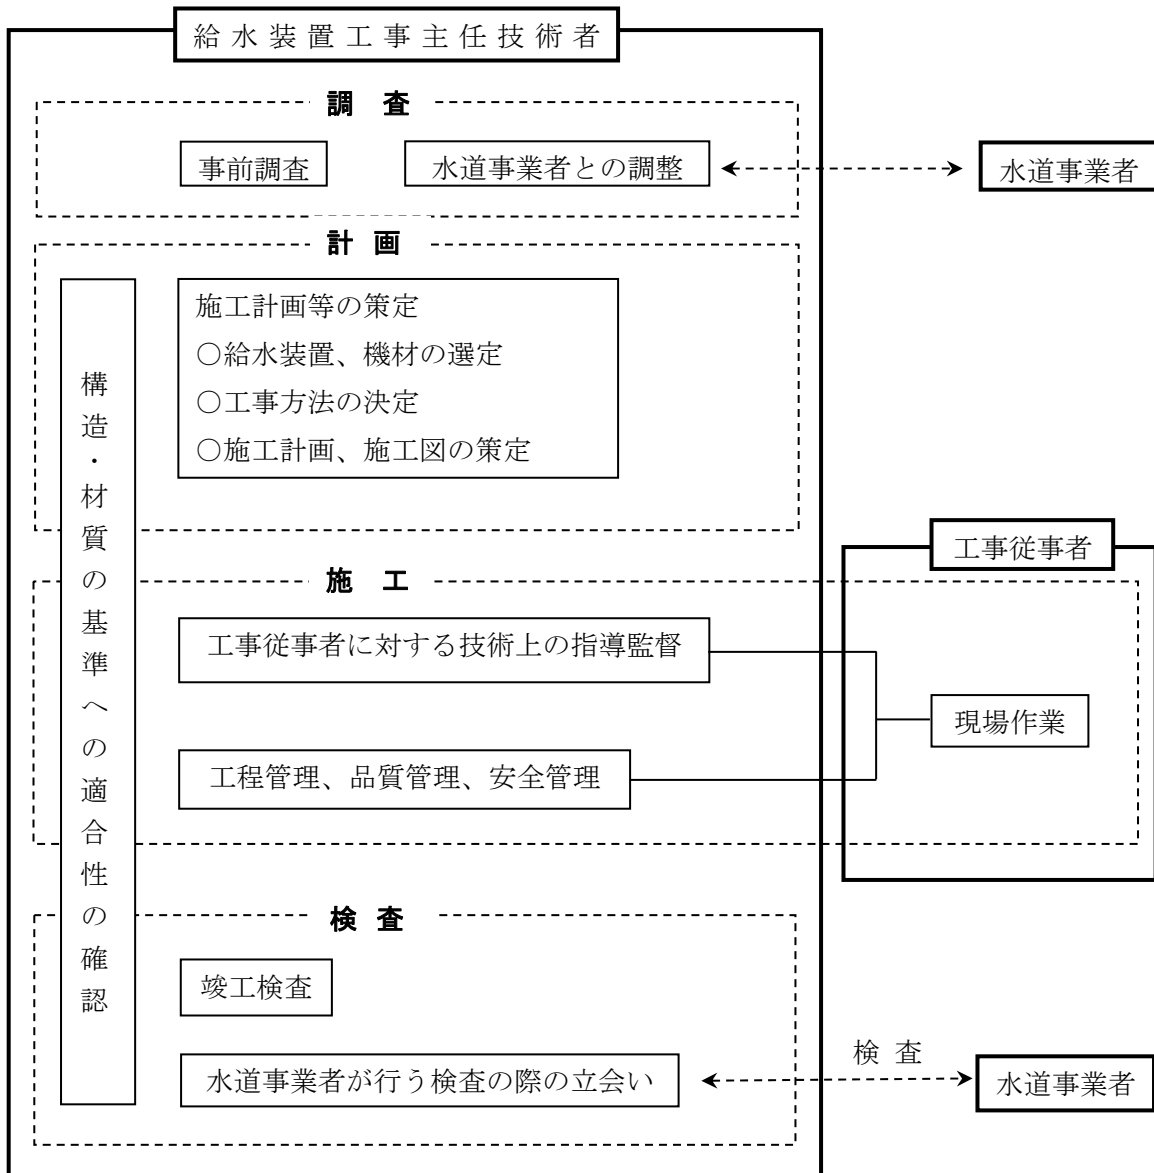 給水装置工事主任技術者
調 査
事前調査
水道事業者との調整
水道事業者
計 画
構造・材質の基準への適合性の確認
施工計画等の策定
○給水装置、機材の選定
○工事方法の決定
○施工計画、施工図の策定
工事従事者
施 工
工事従事者に対する技術上の指導監督
現場作業
工程管理、品質管理、安全管理
検 査
竣工検査
検 査
水道事業者が行う検査の際の立会い
水道事業者